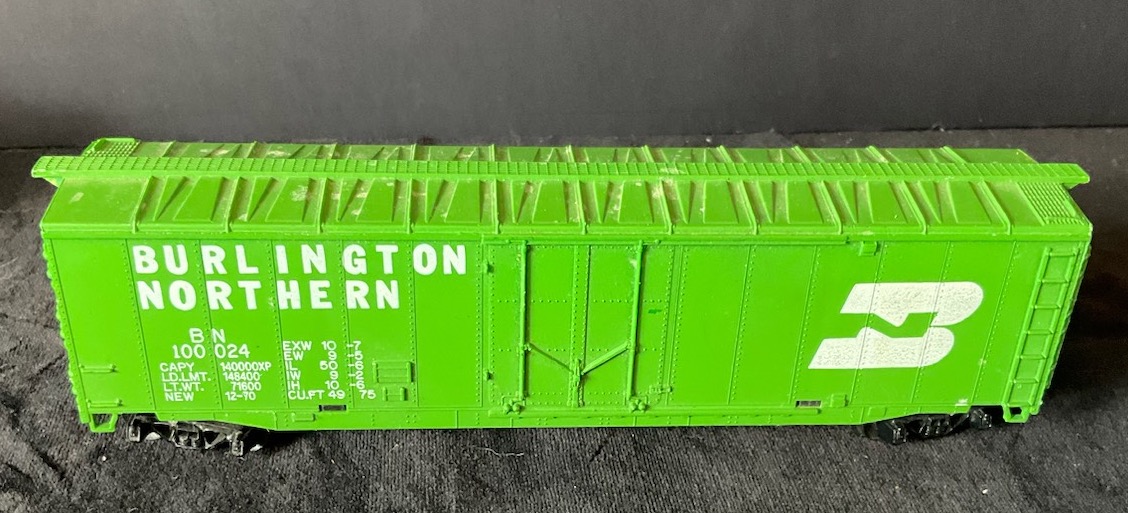 BURLINGTON
NORTHERN
BN
100 024
CAPY 140000XP
LD.LMT. 148400
LT.WT. 71600
NEW 12-70
EXW 10 -7
EW 9 -5
IL 50 -6
IW 9 -2
IH 10 -6
CU.FT 49 75
B